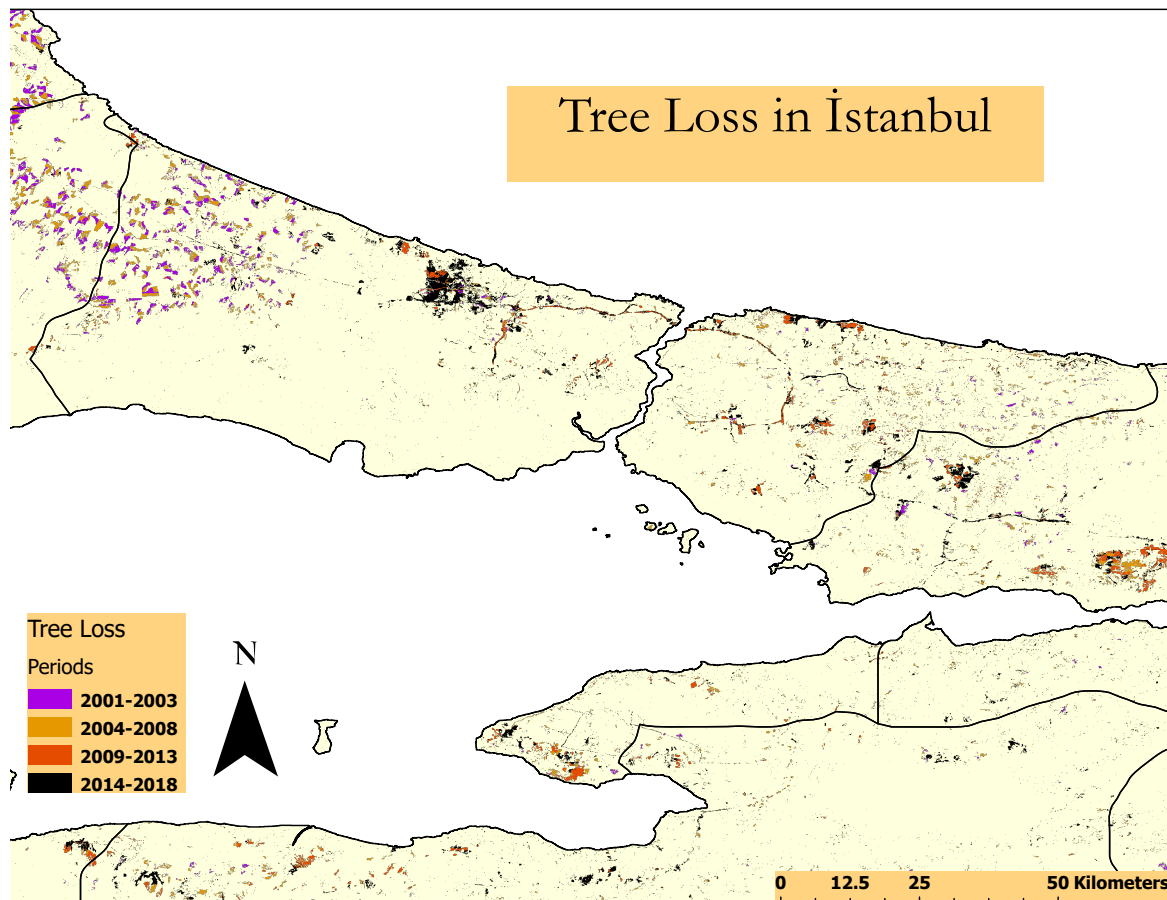 Tree Loss in İstanbul
Tree Loss
Periods
2001-2003
2004-2008
2009-2013
2014-2018
N
0 12.5 25 50 Kilometers